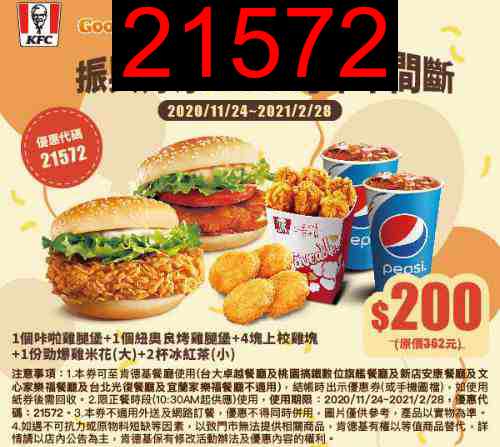 21572
KFC
Goo
振
間斷
2020/11/24~2021/2/28
優惠代碼
21572
pepsi
$200
(原價362元)
1個咔啦雞腿堡+1個紐奧良烤雞腿堡+4塊上校雞塊
+1份勁爆雞米花(大)+2杯冰紅茶(小)
注意事項:1.本券可至肯德基餐廳使用(台大卓越餐廳及桃園擴數位旗艦餐廳及新店安康餐廳及文
心家樂福餐廳及台北光復餐廳及宜蘭家樂福餐廳不適用),結帳時出示優惠券(或手機圖檔),如使用
紙券後需回收。2.限正餐時段(10:30AM起供應)使用,使用期限:2020/11/24~2021/2/28,優惠代
碼:21572。3.本券不適用外送及網路訂餐,優惠不得同時併用,圖片僅供參考,產品以實物為準。
4.如遇不可抗力或原物料短缺等因素,以致門市無法提供相關商品,肯德基有權以等值商品替代。詳
情請以店內公告為主,肯德基保有修改活動辦法及優惠內容的權利。